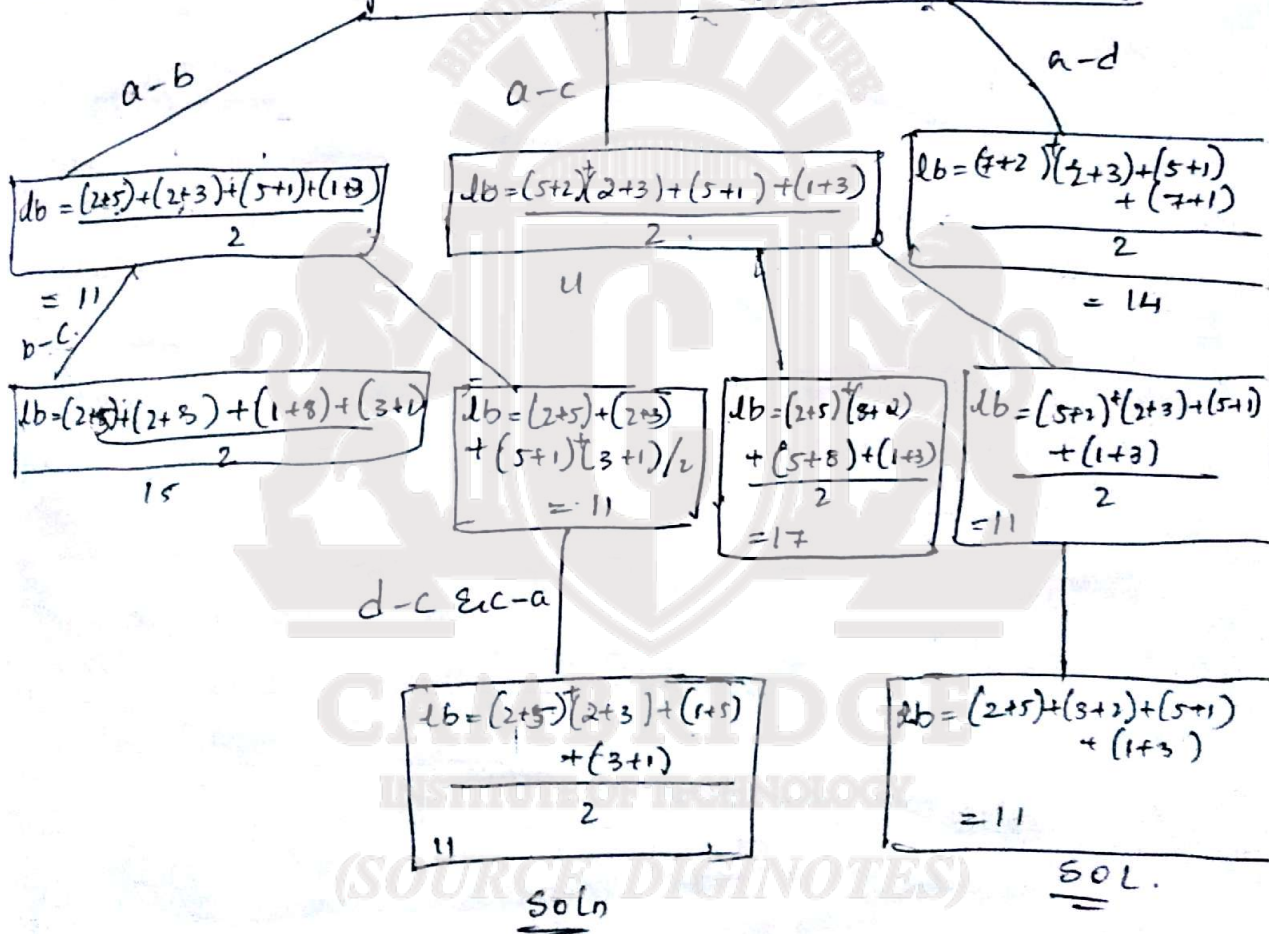 a-b
a-c
a-d
lb = (2+5)+(2+3)+(5+1)+(1+3)
2
= 11
lb = (5+2)+(2+3)+(5+1)+(1+3)
2
11
lb = (7+2)+(2+3)+(5+1)
+ (7+1)
2
= 14
b-c
lb = (2+5)+(2+3)+(1+8)+(3+1)
2
15
lb = (2+5)+(2+3)
+(5+1)+(3+1)/2
= 11
lb = (2+5)+(3+2)
+(5+8)+(1+3)
2
=17
lb = (5+2)+(2+3)+(5+1)
+(1+3)
2
=11
d-c & c-a
lb = (2+5)+(2+3)+(1+5)
+(3+1)
2
11
Soln
lb = (2+5)+(3+2)+(5+1)
+(1+3)
=11
SOL.
CAMBRIDGE
INSTITUTE OF TECHNOLOGY
(SOURCE DIGINOTES)